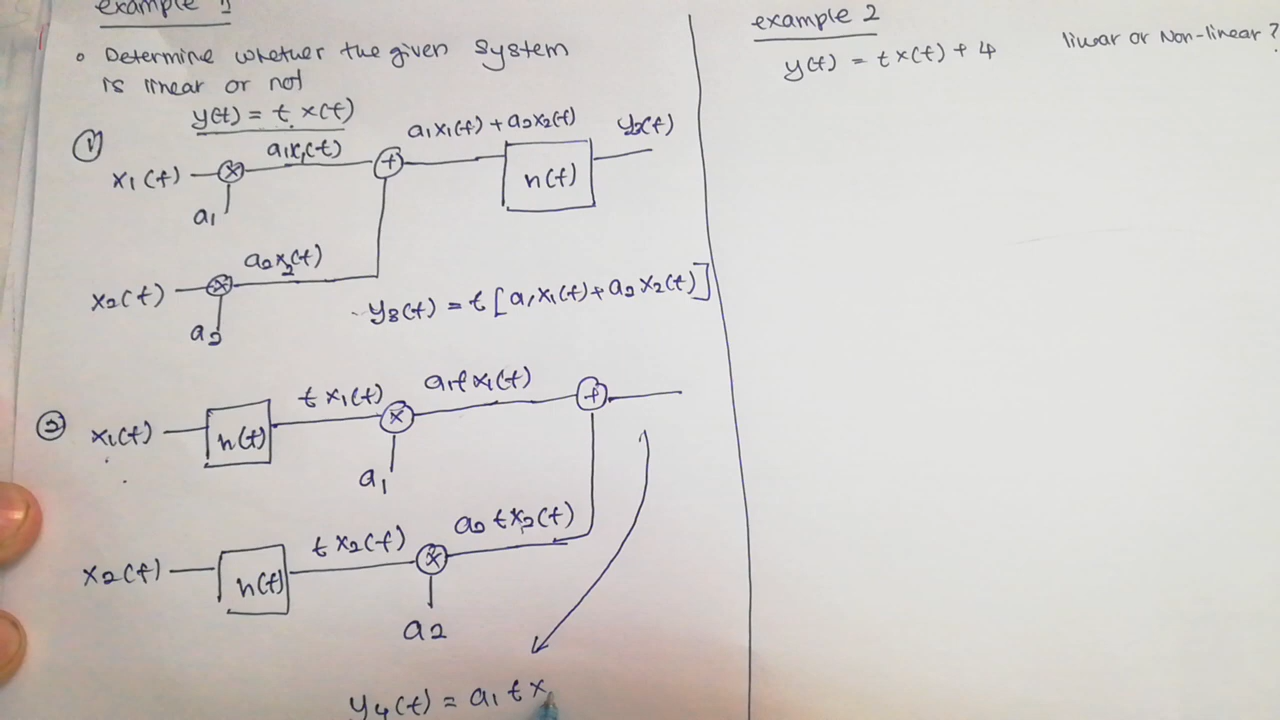 example 1
• Determine whether the given System
is linear or not
y(t) = t x(t)
①
x1(t)
a1
a1x1(t)
+
a1x1(t) + a2x2(t)
h(t)
y3(t)
x2(t)
a2
a2x2(t)
y3(t) = t [a1x1(t) + a2x2(t)]
②
x1(t)
h(t)
t x1(t)
×
a1
a1t x1(t)
+
x2(t)
h(t)
t x2(t)
×
a2
a2 t x2(t)
y4(t) = a1 t x
example 2
y(t) = t x(t) + 4
linear or Non-linear?